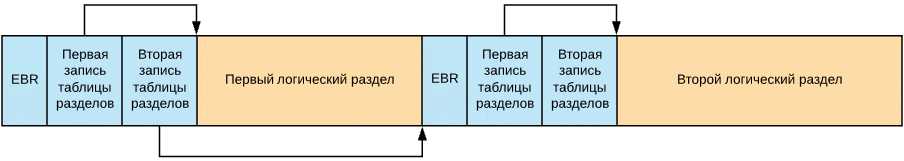 EBR
Первая
запись
таблицы
разделов
Вторая
запись
таблицы
разделов
Первый логический раздел
EBR
Первая
запись
таблицы
разделов
Вторая
запись
таблицы
разделов
Второй логический раздел